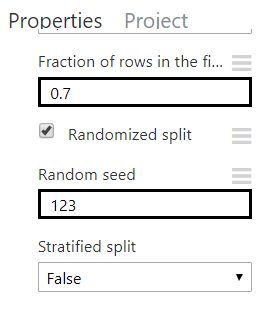 Properties Project
Fraction of rows in the fi...
0.7
Randomized split
Random seed
123
Stratified split
False